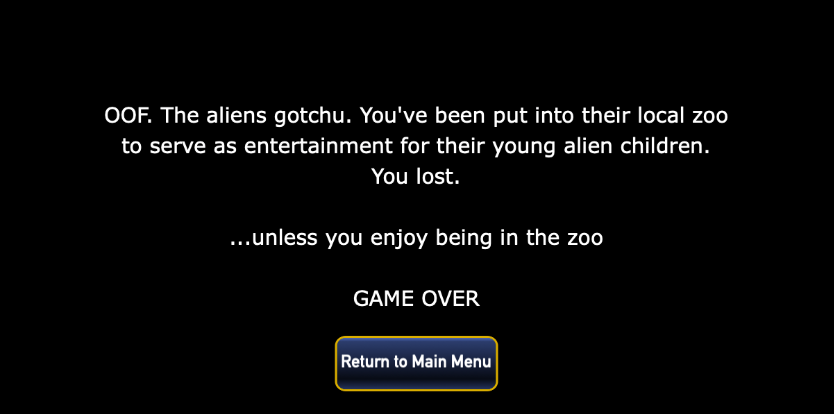 OOF. The aliens gotchu. You've been put into their local zoo
to serve as entertainment for their young alien children.
You lost.
...unless you enjoy being in the zoo
GAME OVER
Return to Main Menu